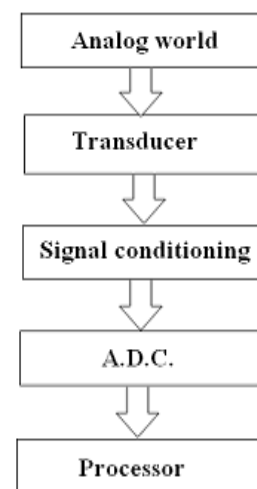 Analog world
Transducer
Signal conditioning
A.D.C.
Processor